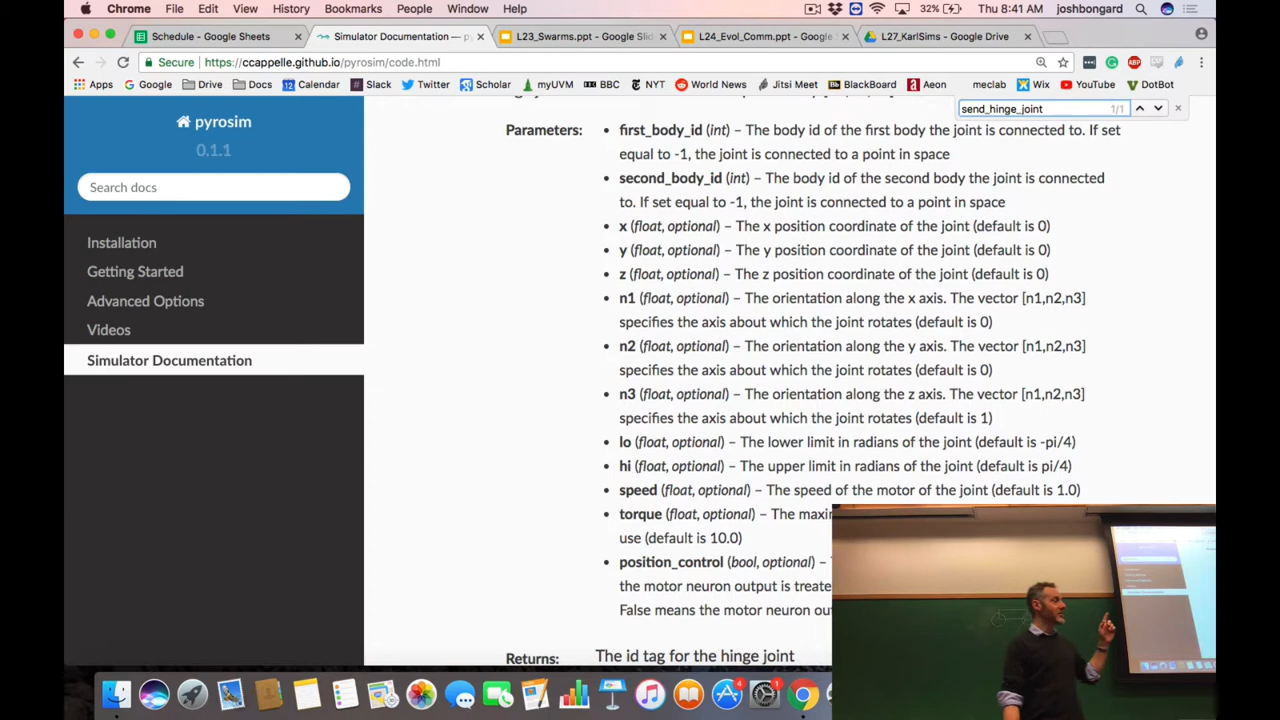 Chrome File Edit View History Bookmarks People Window Help 32% Thu 8:41 AM joshbongard
Schedule - Google Sheets Simulator Documentation — L23_Swarms.ppt - Google Slid L24_Evol_Comm.ppt - Google L27_KarlSims - Google Drive
Secure https://ccappelle.github.io/pyrosim/code.html
Apps Google Drive Docs Calendar Slack Twitter Scholar myUVM BBC NYT World News Jitsi Meet BlackBoard Aeon meclab Wix YouTube DotBot
send_hinge_joint 1/1
pyrosim
0.1.1
Search docs
Installation
Getting Started
Advanced Options
Videos
Simulator Documentation
Parameters:
first_body_id (int) – The body id of the first body the joint is connected to. If set
equal to -1, the joint is connected to a point in space
second_body_id (int) – The body id of the second body the joint is connected
to. If set equal to -1, the joint is connected to a point in space
x (float, optional) – The x position coordinate of the joint (default is 0)
y (float, optional) – The y position coordinate of the joint (default is 0)
z (float, optional) – The z position coordinate of the joint (default is 0)
n1 (float, optional) – The orientation along the x axis. The vector [n1,n2,n3]
specifies the axis about which the joint rotates (default is 0)
n2 (float, optional) – The orientation along the y axis. The vector [n1,n2,n3]
specifies the axis about which the joint rotates (default is 0)
n3 (float, optional) – The orientation along the z axis. The vector [n1,n2,n3]
specifies the axis about which the joint rotates (default is 1)
lo (float, optional) – The lower limit in radians of the joint (default is -pi/4)
hi (float, optional) – The upper limit in radians of the joint (default is pi/4)
speed (float, optional) – The speed of the motor of the joint (default is 1.0)
torque (float, optional) – The maxi
use (default is 10.0)
position_control (bool, optional) –
the motor neuron output is treate
False means the motor neuron ou
Returns: The id tag for the hinge joint